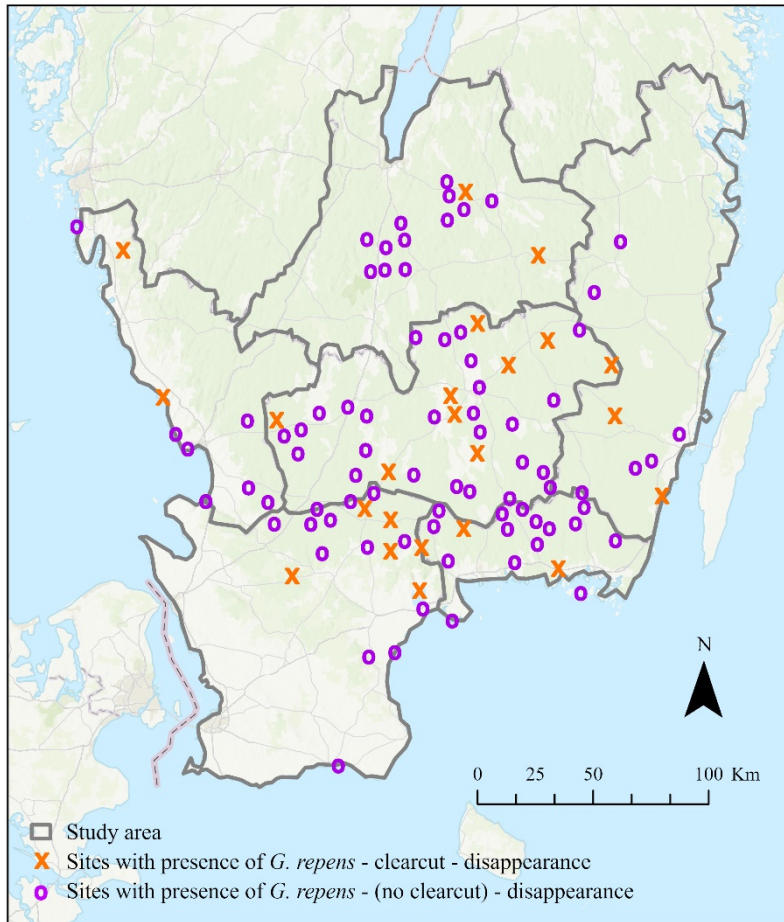 N
0 25 50 100 Km
Study area
Sites with presence of G. repens - clearcut - disappearance
Sites with presence of G. repens - (no clearcut) - disappearance